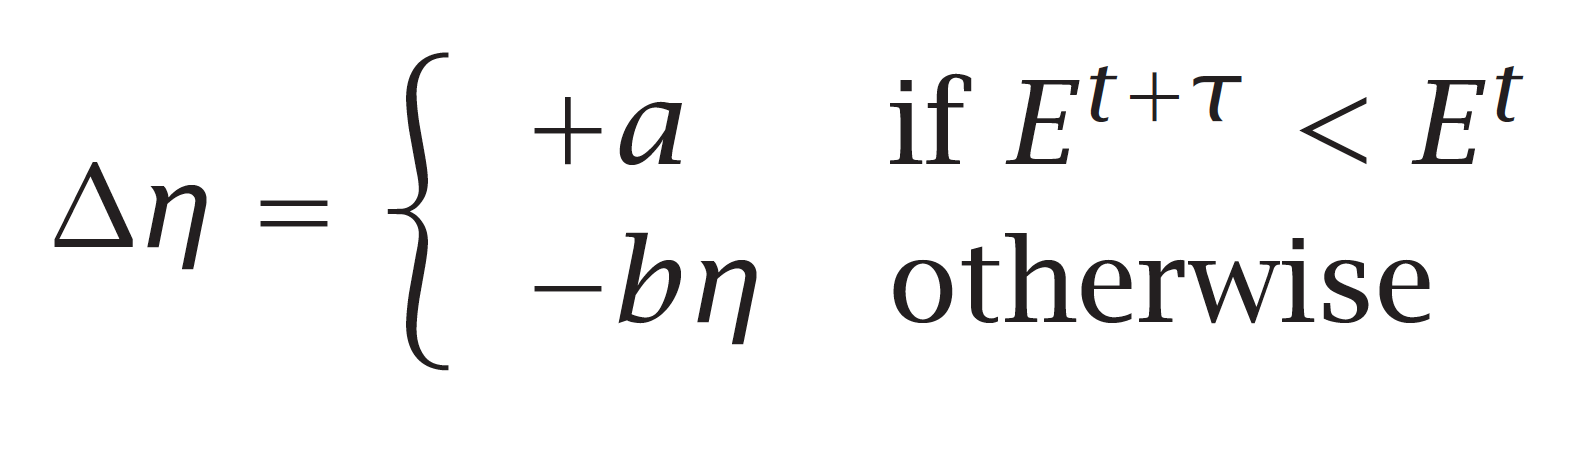 Δη = { +a if E^{t+τ} < E^t
−bη otherwise